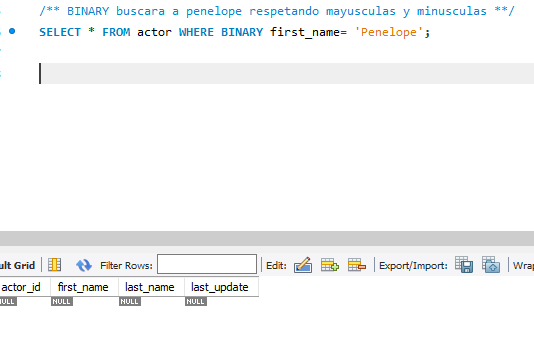 /** BINARY buscara a penelope respetando mayusculas y minusculas **/
SELECT * FROM actor WHERE BINARY first_name= 'Penelope';
ult Grid Filter Rows: Edit: Export/Import: Wrap
actor_id first_name last_name last_update
NULL NULL NULL NULL